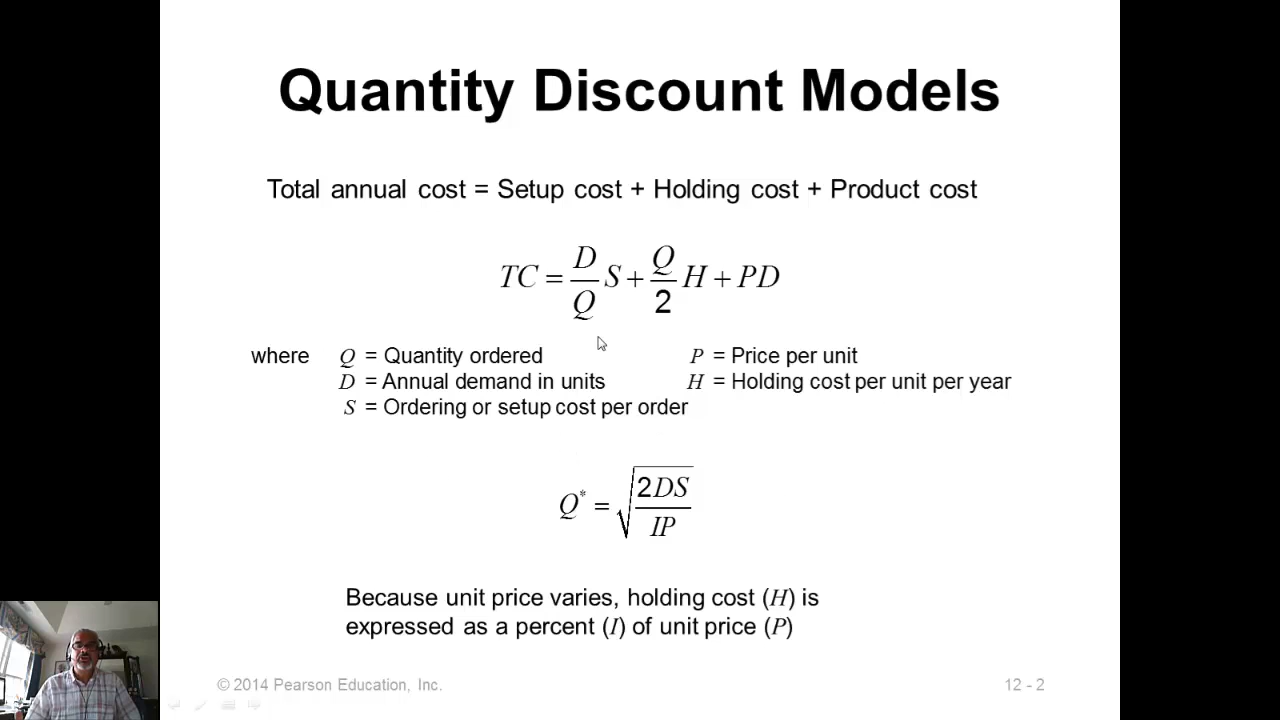 Quantity Discount Models
Total annual cost = Setup cost + Holding cost + Product cost
TC = D/Q S + Q/2 H + PD
where Q = Quantity ordered P = Price per unit
D = Annual demand in units H = Holding cost per unit per year
S = Ordering or setup cost per order
Q* = √(2DS/IP)
Because unit price varies, holding cost (H) is
expressed as a percent (I) of unit price (P)
© 2014 Pearson Education, Inc. 12 - 2